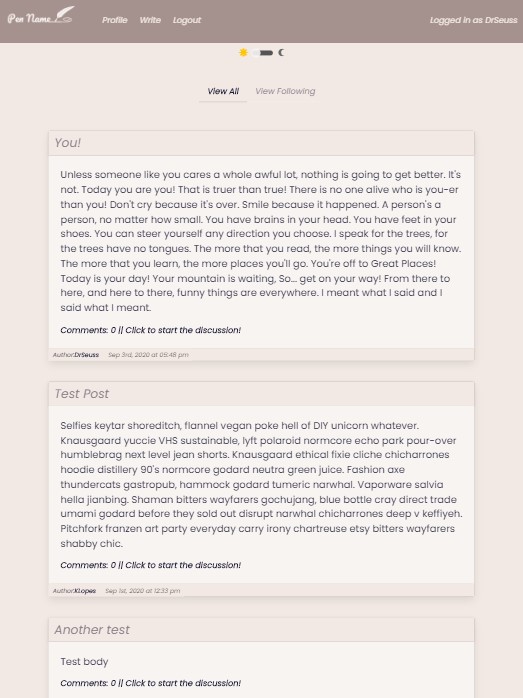 Pen Name
Profile Write Logout
Logged in as DrSeuss
View All View Following
You!
Unless someone like you cares a whole awful lot, nothing is going to get better. It's
not. Today you are you! That is truer than true! There is no one alive who is you-er
than you! Don't cry because it's over. Smile because it happened. A person's a
person, no matter how small. You have brains in your head. You have feet in your
shoes. You can steer yourself any direction you choose. I speak for the trees, for
the trees have no tongues. The more that you read, the more things you will know.
The more that you learn, the more places you'll go. You're off to Great Places!
Today is your day! Your mountain is waiting, So... get on your way! From there to
here, and here to there, funny things are everywhere. I meant what I said and I
said what I meant.
Comments: 0 || Click to start the discussion!
Author:DrSeuss Sep 3rd, 2020 at 05:48 pm
Test Post
Selfies keytar shoreditch, flannel vegan poke hell of DIY unicorn whatever.
Knausgaard yuccie VHS sustainable, lyft polaroid normcore echo park pour-over
humblebrag next level jean shorts. Knausgaard ethical fixie cliche chicharrones
hoodie distillery 90's normcore godard neutra green juice. Fashion axe
thundercats gastropub, hammock godard tumeric narwhal. Vaporware salvia
hella jianbing. Shaman bitters wayfarers gochujang, blue bottle cray direct trade
umami godard before they sold out disrupt narwhal chicharrones deep v keffiyeh.
Pitchfork franzen art party everyday carry irony chartreuse etsy bitters wayfarers
shabby chic.
Comments: 0 || Click to start the discussion!
Author:KLopes Sep 1st, 2020 at 12:33 pm
Another test
Test body
Comments: 0 || Click to start the discussion!